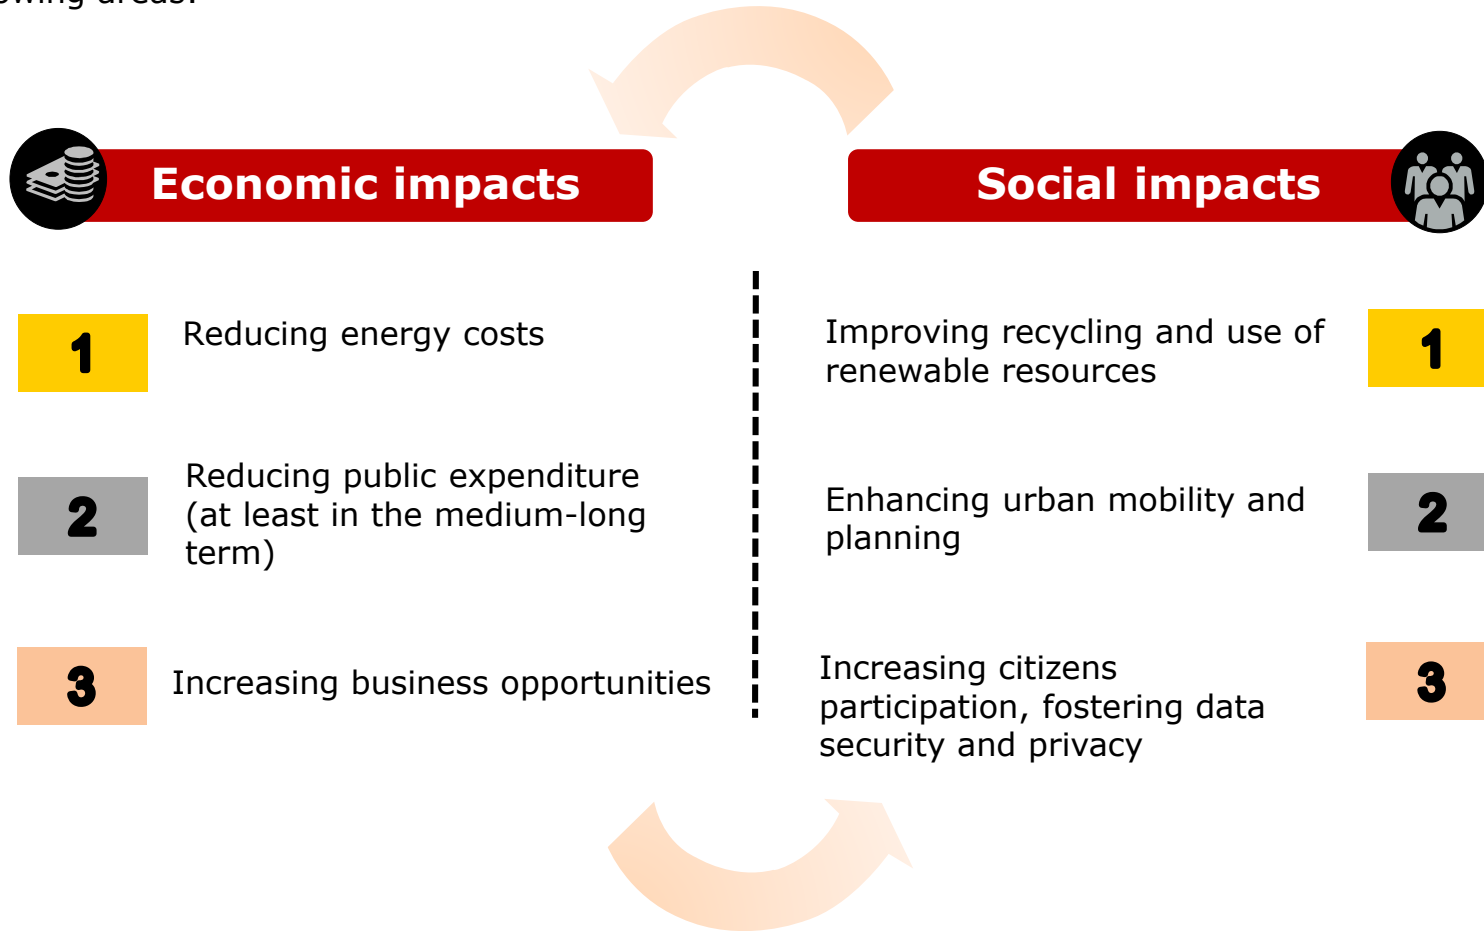 areas:
Economic impacts
1
Reducing energy costs
2
Reducing public expenditure
(at least in the medium-long
term)
3
Increasing business opportunities
Social impacts
Improving recycling and use of
renewable resources
1
Enhancing urban mobility and
planning
2
Increasing citizens
participation, fostering data
security and privacy
3